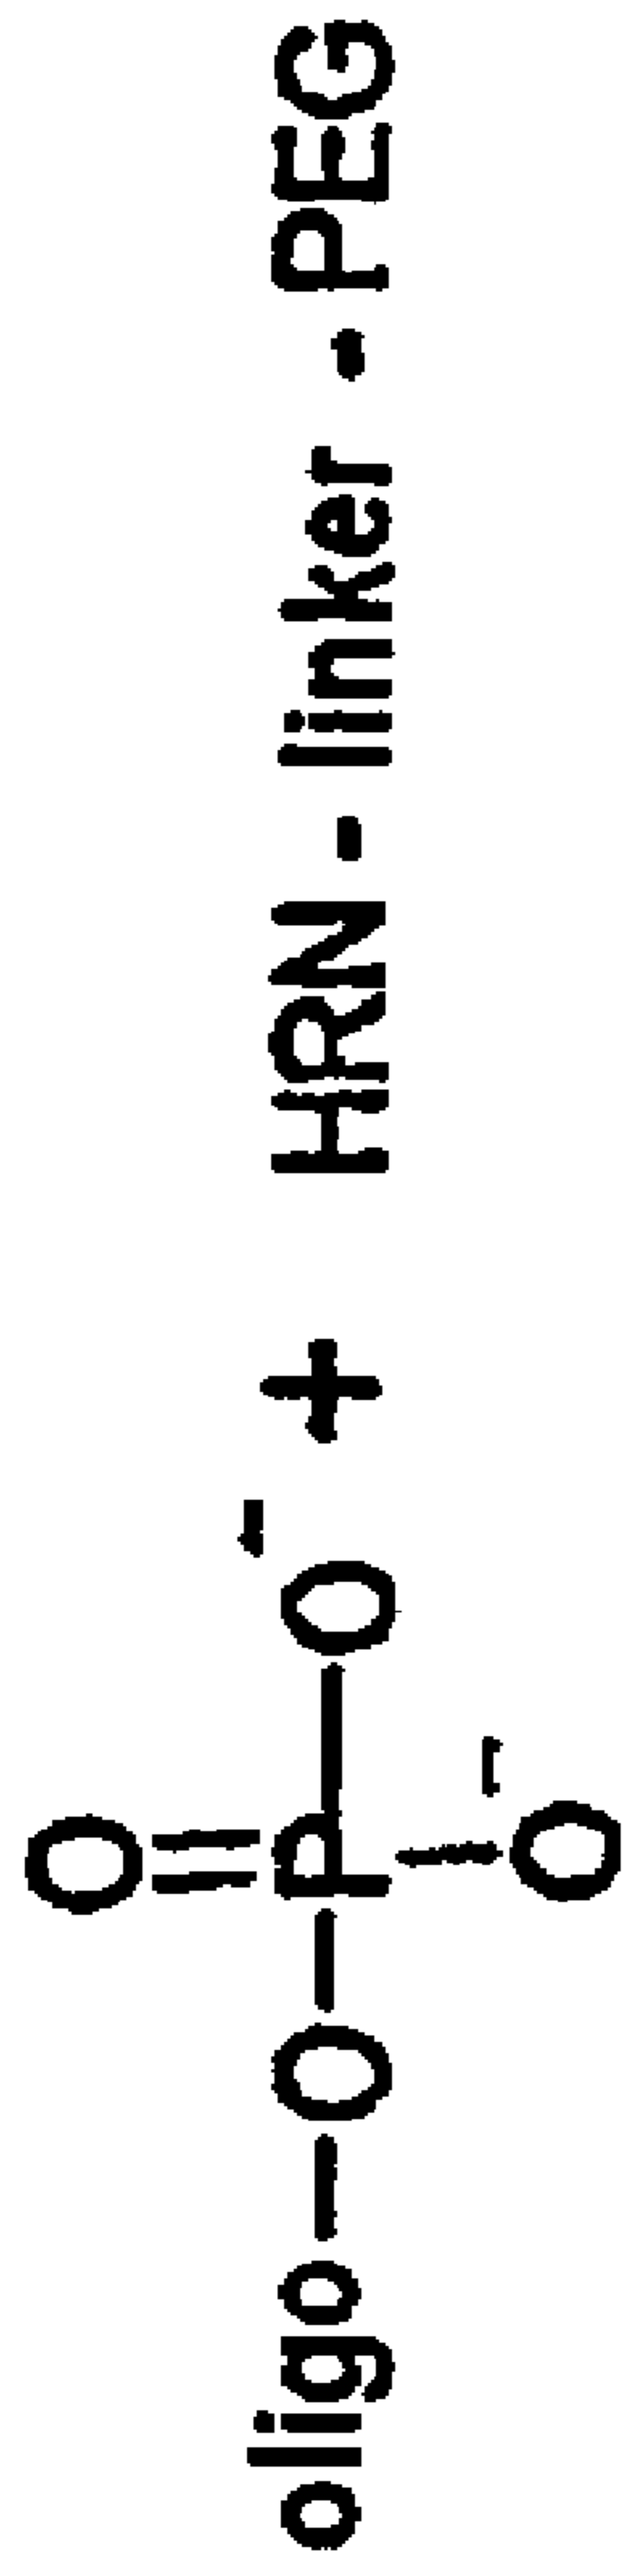 O
oligo — O — P — O⁻ + HRN - linker - PEG
O⁻